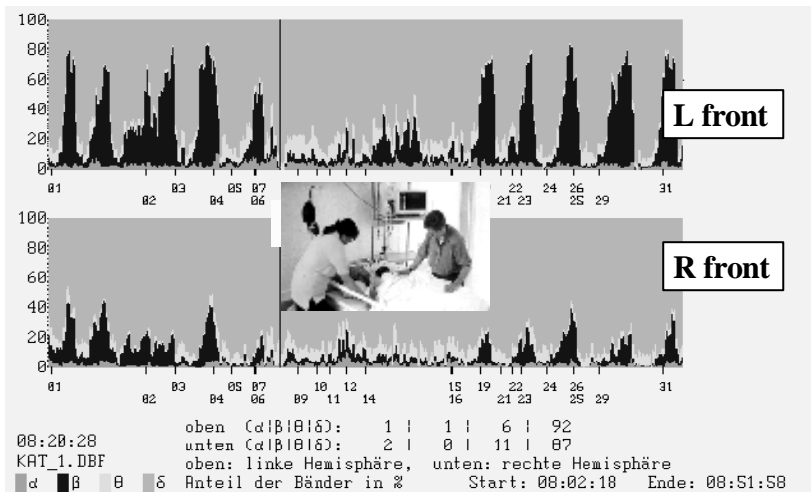 100
80
60
40
20
0
L front
01 02 03 04 05 06 07 21 22 23 24 25 26 29 31
100
80
60
40
20
0
R front
01 02 03 04 05 06 07 09 10 11 12 14 15 16 19 21 22 23 24 25 26 29 31
oben (α|β|θ|δ): 1 | 1 | 6 | 92
08:20:28 unten (α|β|θ|δ): 2 | 0 | 11 | 87
KAT_1.DBF oben: linke Hemisphäre, unten: rechte Hemisphäre
α β θ δ Anteil der Bänder in % Start: 08:02:18 Ende: 08:51:58